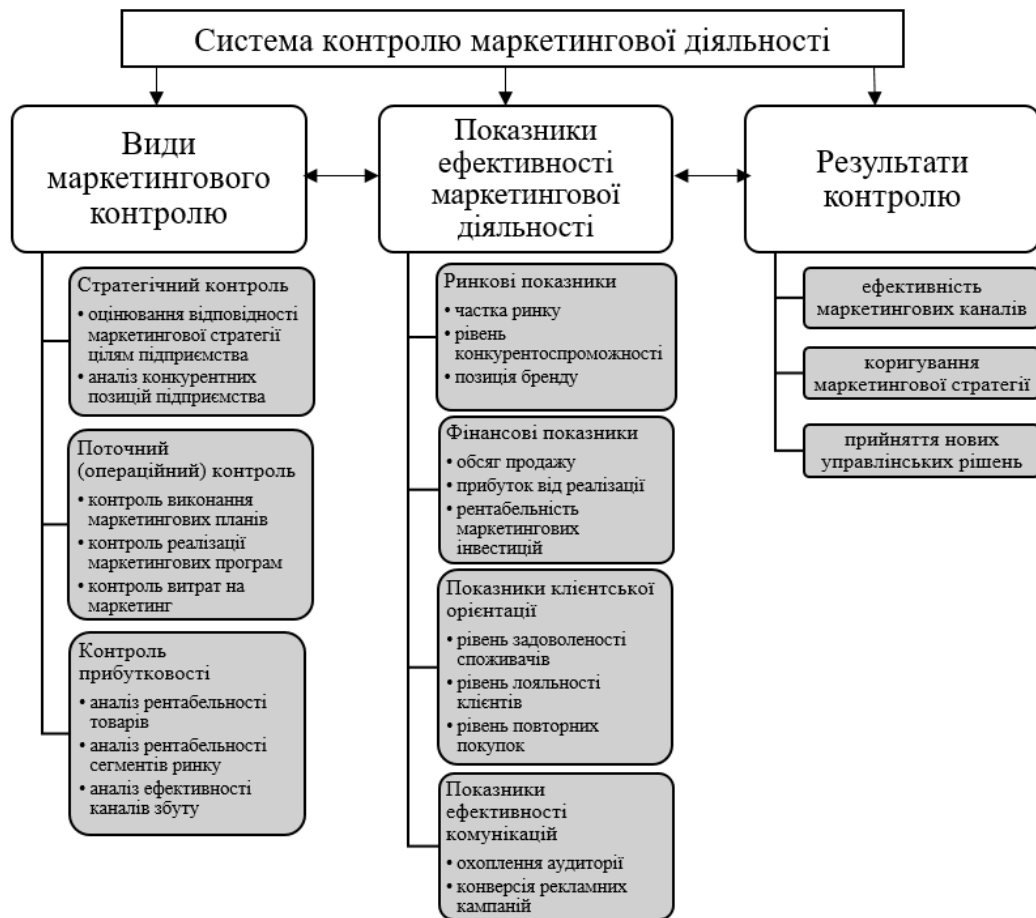 Система контролю маркетингової діяльності
Види
маркетингового
контролю
Стратегічний контроль
• оцінювання відповідності
маркетингової стратегії
цілям підприємства
• аналіз конкурентних
позицій підприємства
Поточний
(операційний) контроль
• контроль виконання
маркетингових планів
• контроль реалізації
маркетингових програм
• контроль витрат на
маркетинг
Контроль
прибутковості
• аналіз рентабельності
товарів
• аналіз рентабельності
сегментів ринку
• аналіз ефективності
каналів збуту
Показники
ефективності
маркетингової
діяльності
Ринкові показники
• частка ринку
• рівень
конкурентоспроможності
• позиція бренду
Фінансові показники
• обсяг продажу
• прибуток від реалізації
• рентабельність
маркетингових
інвестицій
Показники клієнтської
орієнтації
• рівень задоволеності
споживачів
• рівень лояльності
клієнтів
• рівень повторних
покупок
Показники
ефективності
комунікацій
• охоплення аудиторії
• конверсія рекламних
кампаній
Результати
контролю
ефективність
маркетингових каналів
коригування
маркетингової стратегії
прийняття нових
управлінських рішень